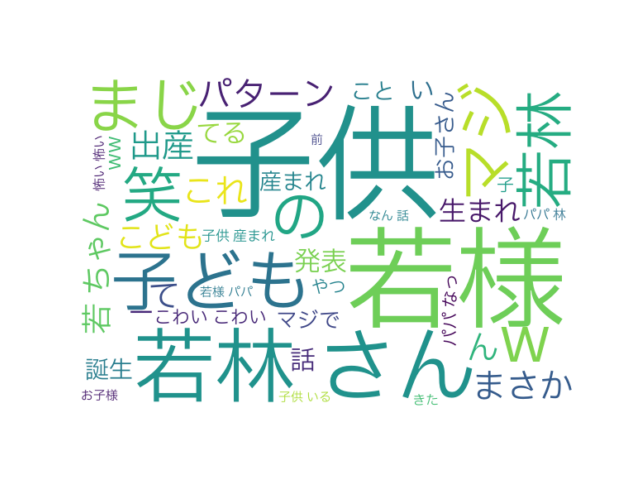 まじ
パターン
こと
い
子供
マジ
若林
お子さん
怖い 怖い
ww
出産
てる
前
笑
これ
産まれ
の
子
生まれ
パパ 林
なん 話
若ちゃん
こども
子供 産まれ
若様
子ども
発表
て
若様 パパ
やつ
パパ なっ
ー
こわい こわい
マジで
w
若林
さん
話
ん
誕生
まさか
お子様
子供 いる
きた